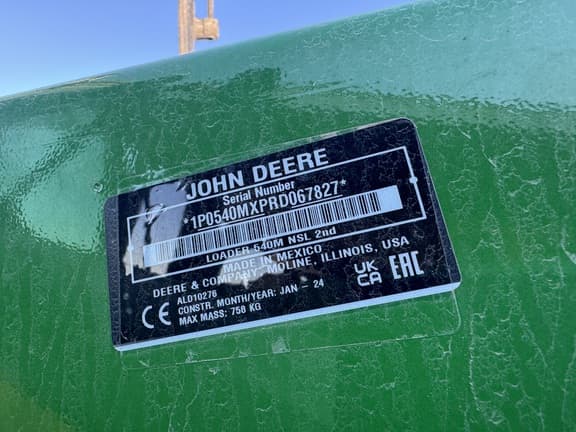 JOHN DEERE
Serial Number
*1P0540MXPRD067827*
LOADER 540M NSL 2nd
MADE IN MEXICO
DEERE & COMPANY, MOLINE, ILLINOIS, USA
AL010276
CONSTR. MONTH/YEAR: JAN - 24
MAX MASS: 758 KG
CE
UK
CA
EAC